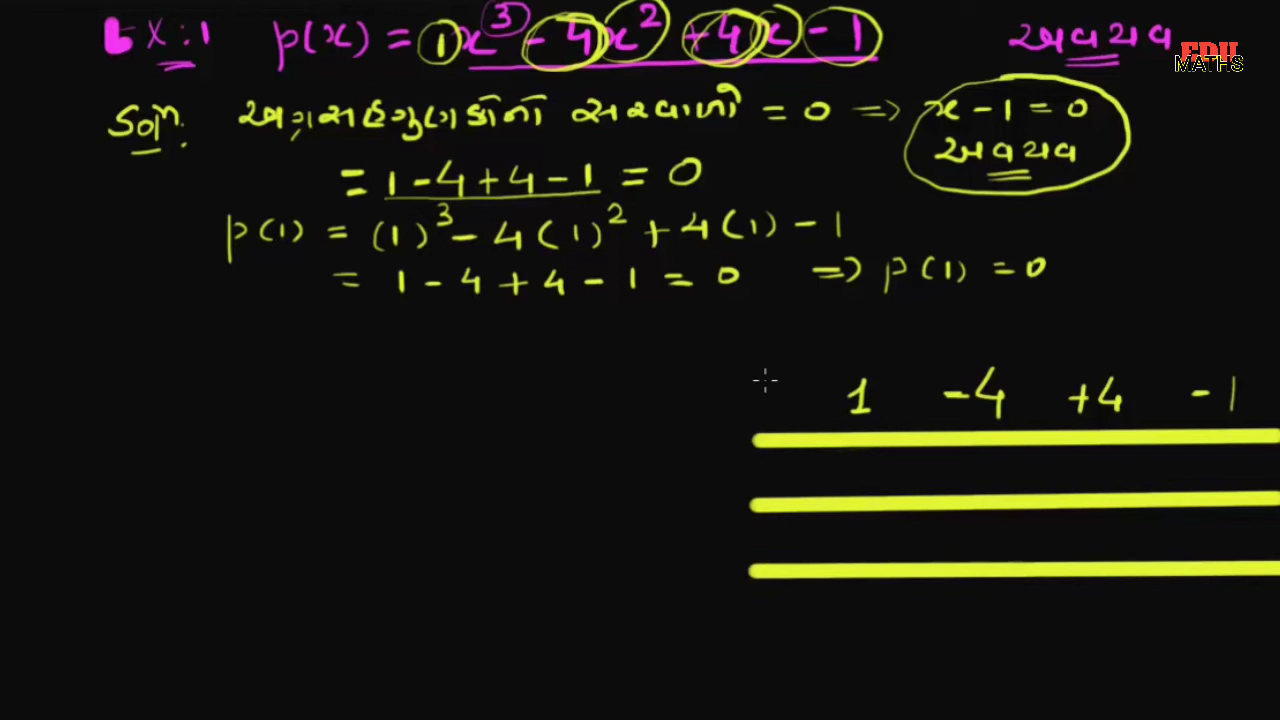 Ex:1 p(x) = 1x³ - 4x² + 4x - 1 અવયવ
EDU
MATHS
Solⁿ: સહગુણકોનો સરવાળો = 0 => x - 1 = 0
અવયવ
= 1 - 4 + 4 - 1 = 0
p(1) = (1)³ - 4(1)² + 4(1) - 1
= 1 - 4 + 4 - 1 = 0 => p(1) = 0
1 -4 +4 -1